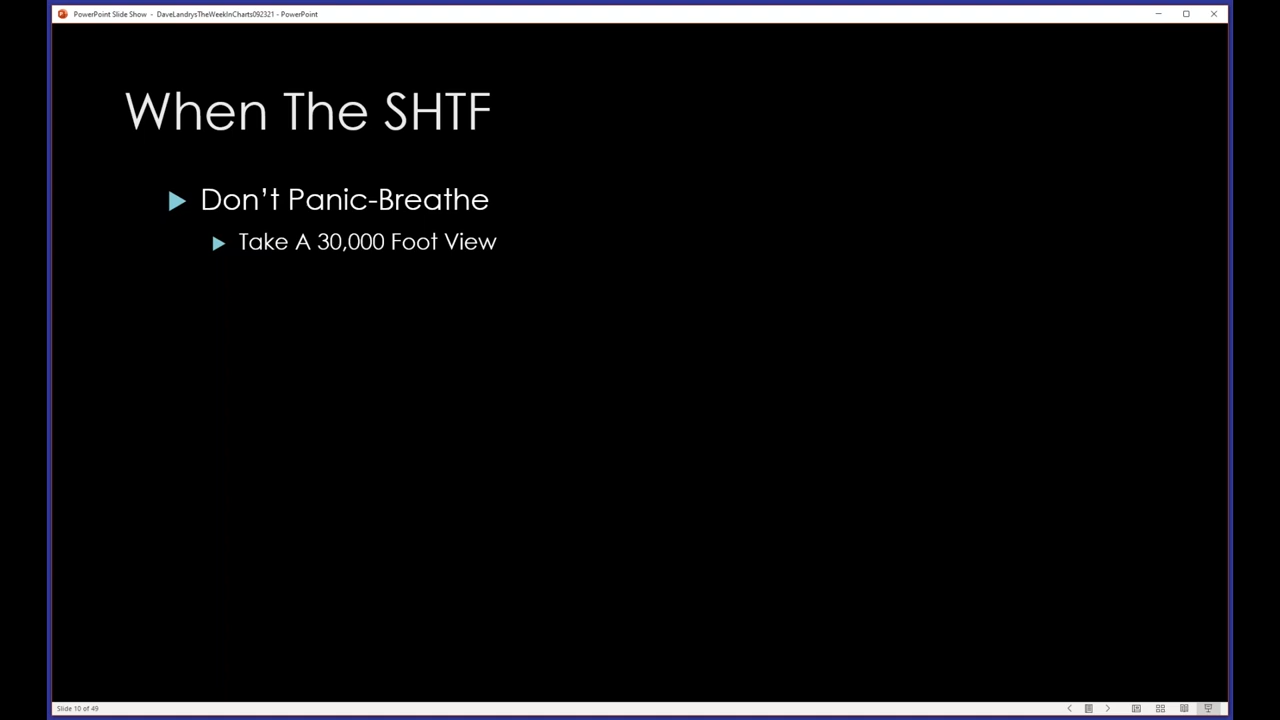 PowerPoint Slide Show - DaveLandrysTheWeekInCharts092321 - PowerPoint
When The SHTF
Don't Panic-Breathe
Take A 30,000 Foot View
Slide 10 of 49